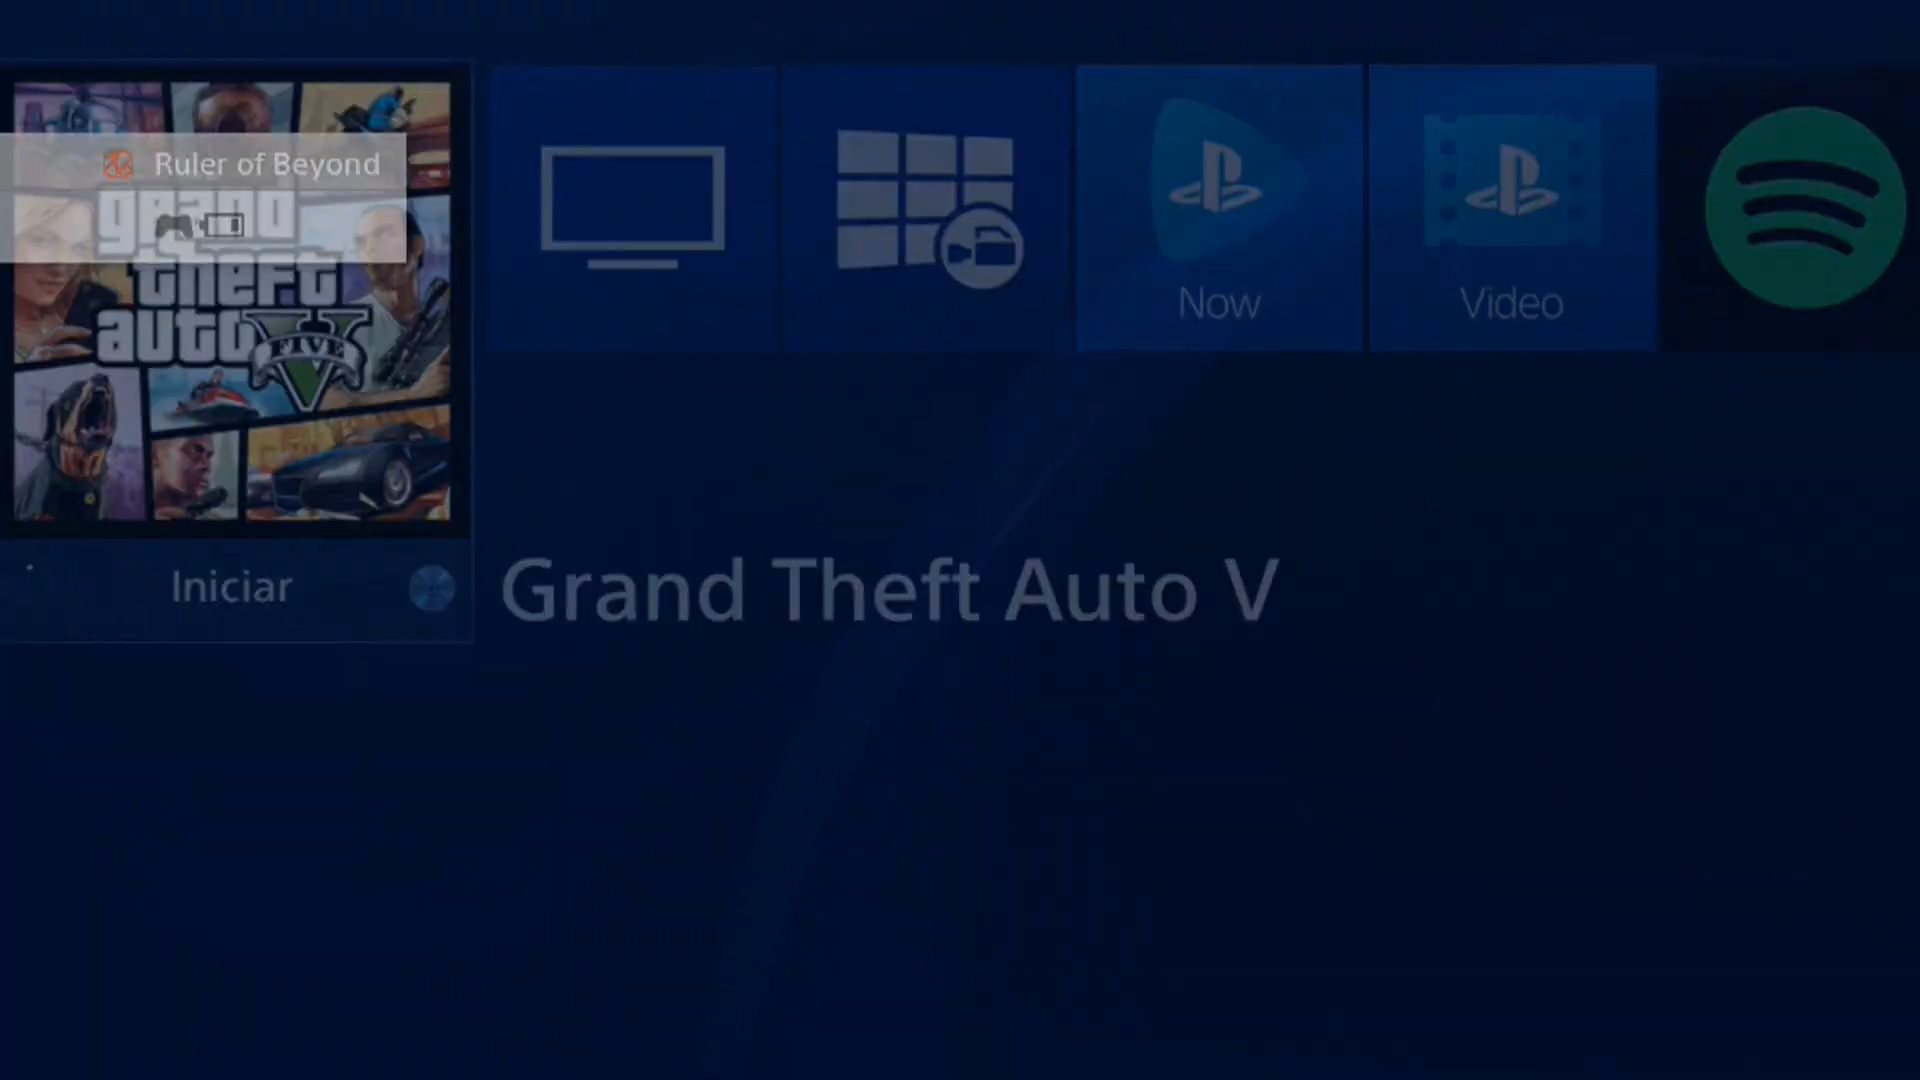 Ruler of Beyond
grand
theft
auto V
FIVE
Now
Video
Iniciar
Grand Theft Auto V